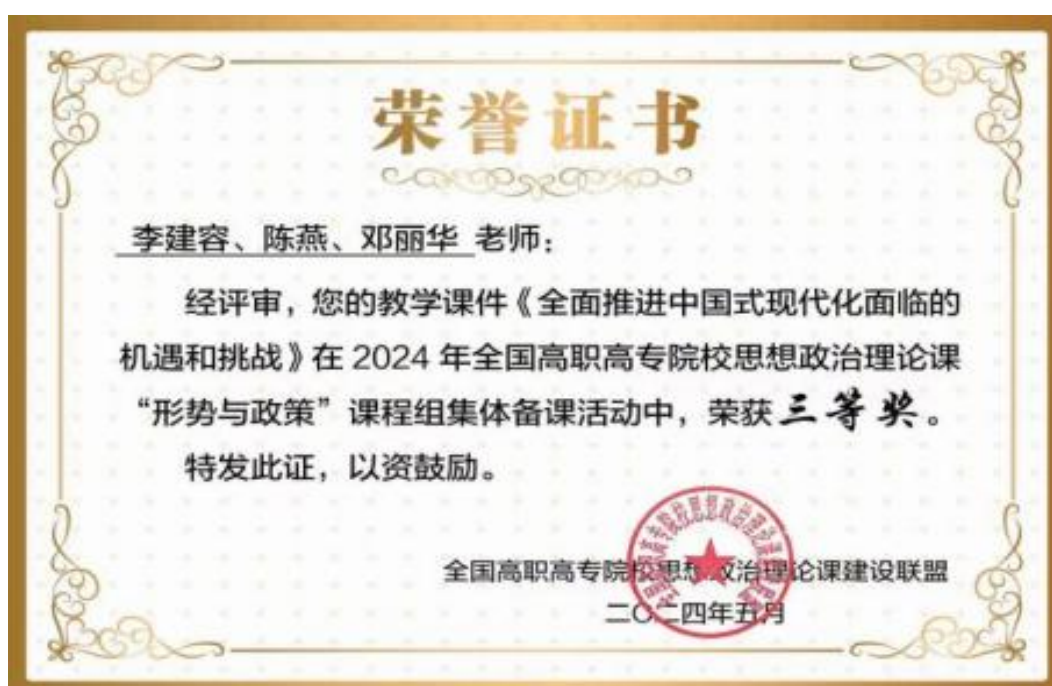 荣誉证书
李建容、陈燕、邓丽华 老师：
经评审，您的教学课件《全面推进中国式现代化面临的
机遇和挑战》在 2024 年全国高职高专院校思想政治理论课
“形势与政策”课程组集体备课活动中，荣获三等奖。
特发此证，以资鼓励。
全国高职高专院校思想政治理论课建设联盟
二〇二四年五月